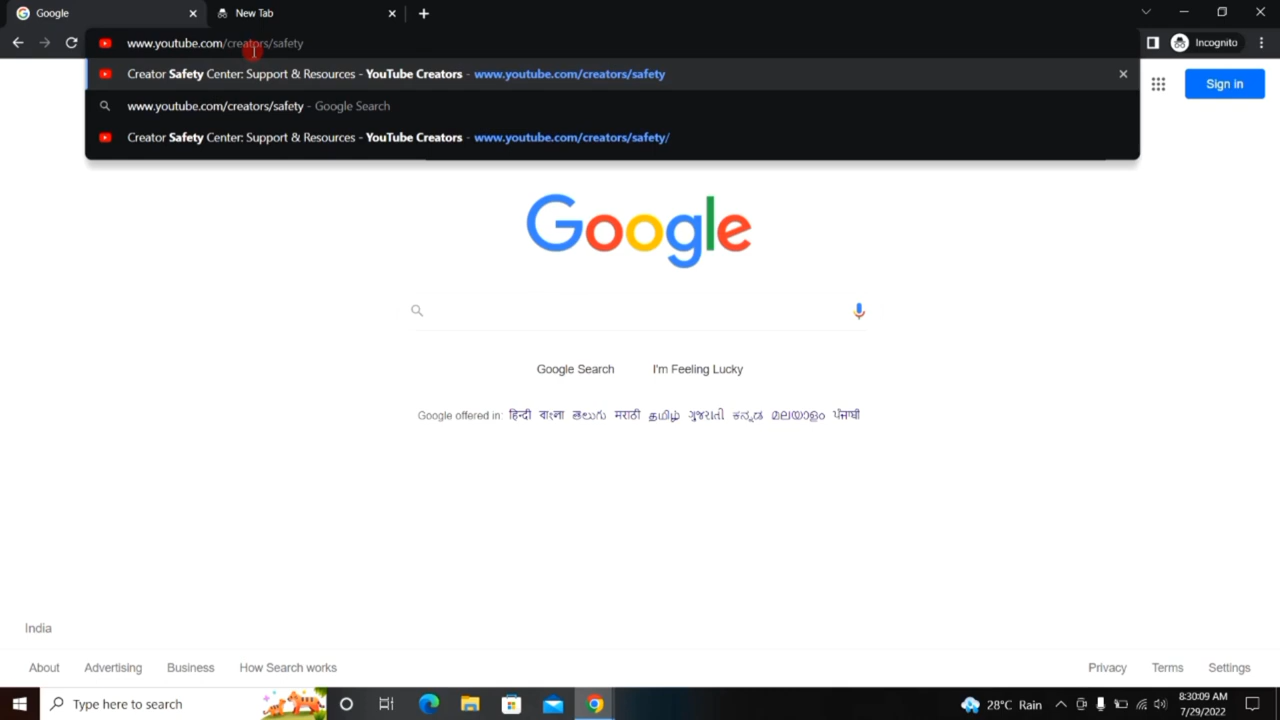 Google
New Tab
www.youtube.com/creators/safety
Incognito
Creator Safety Center: Support & Resources - YouTube Creators - www.youtube.com/creators/safety
www.youtube.com/creators/safety - Google Search
Creator Safety Center: Support & Resources - YouTube Creators - www.youtube.com/creators/safety/
Sign in
Google
Google Search I'm Feeling Lucky
Google offered in: हिन्दी বাংলা తెలుగు मराठी தமிழ் ગુજરાતી ಕನ್ನಡ മലയാളം ਪੰਜਾਬੀ
India
About Advertising Business How Search works Privacy Terms Settings
Type here to search
28°C Rain
8:30:09 AM
7/29/2022